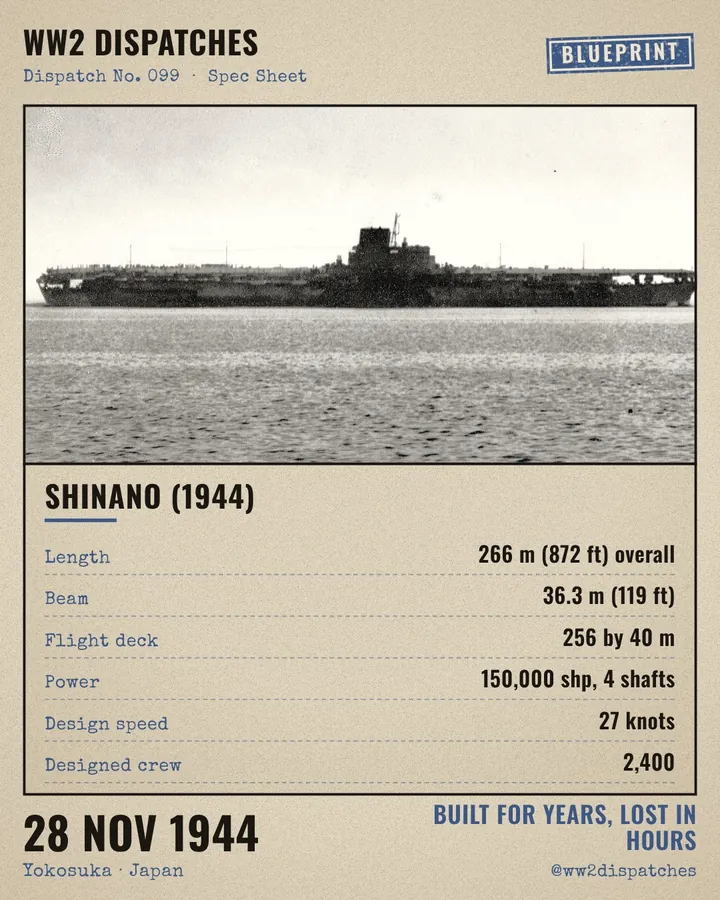 WW2 DISPATCHES
Dispatch No. 099 · Spec Sheet
BLUEPRINT
SHINANO (1944)
Length 266 m (872 ft) overall
Beam 36.3 m (119 ft)
Flight deck 256 by 40 m
Power 150,000 shp, 4 shafts
Design speed 27 knots
Designed crew 2,400
28 NOV 1944
Yokosuka · Japan
BUILT FOR YEARS, LOST IN
HOURS
@ww2dispatches